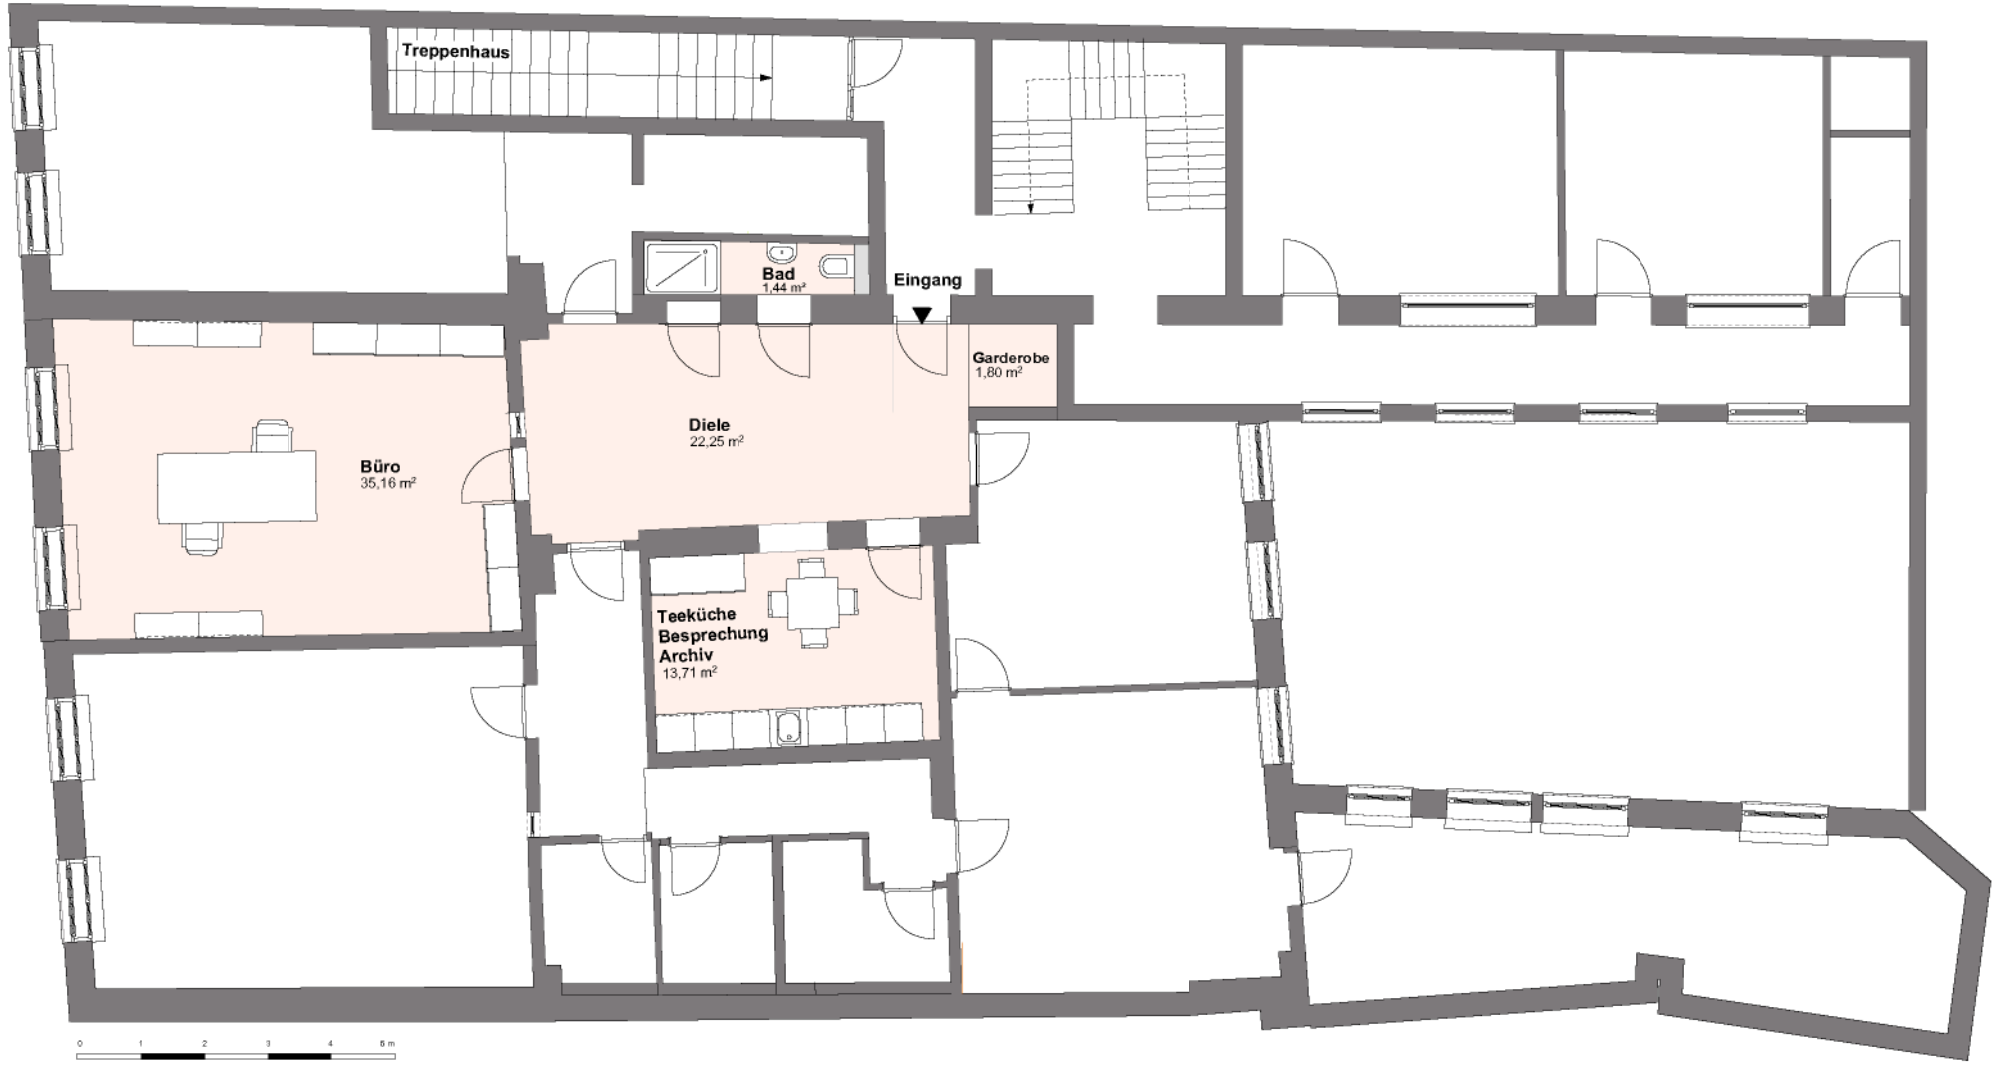 Treppenhaus
Bad
1,44 m²
Eingang
Garderobe
1,80 m²
Diele
22,25 m²
Büro
35,16 m²
Teeküche
Besprechung
Archiv
13,71 m²
0 1 2 3 4 5 m